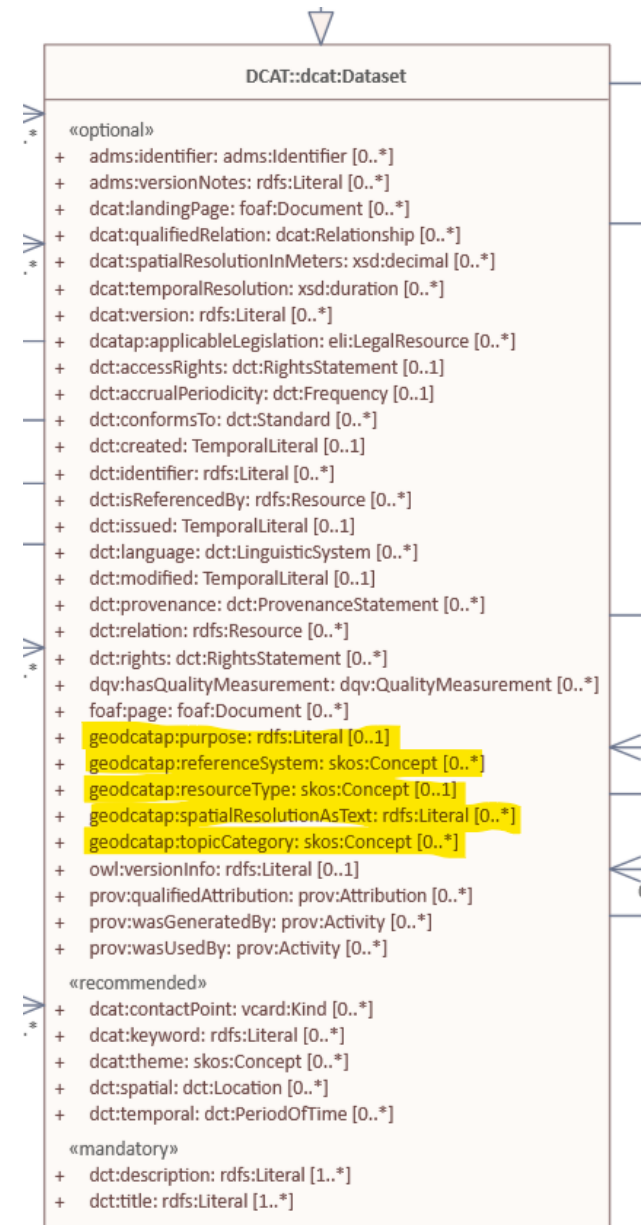 DCAT::dcat:Dataset
«optional»
+ adms:identifier: adms:Identifier [0..*]
+ adms:versionNotes: rdfs:Literal [0..*]
+ dcat:landingPage: foaf:Document [0..*]
+ dcat:qualifiedRelation: dcat:Relationship [0..*]
+ dcat:spatialResolutionInMeters: xsd:decimal [0..*]
+ dcat:temporalResolution: xsd:duration [0..*]
+ dcat:version: rdfs:Literal [0..*]
+ dcatap:applicableLegislation: eli:LegalResource [0..*]
+ dct:accessRights: dct:RightsStatement [0..1]
+ dct:accrualPeriodicity: dct:Frequency [0..1]
+ dct:conformsTo: dct:Standard [0..*]
+ dct:created: TemporalLiteral [0..1]
+ dct:identifier: rdfs:Literal [0..*]
+ dct:isReferencedBy: rdfs:Resource [0..*]
+ dct:issued: TemporalLiteral [0..1]
+ dct:language: dct:LinguisticSystem [0..*]
+ dct:modified: TemporalLiteral [0..1]
+ dct:provenance: dct:ProvenanceStatement [0..*]
+ dct:relation: rdfs:Resource [0..*]
+ dct:rights: dct:RightsStatement [0..*]
+ dqv:hasQualityMeasurement: dqv:QualityMeasurement [0..*]
+ foaf:page: foaf:Document [0..*]
+ geodcatap:purpose: rdfs:Literal [0..1]
+ geodcatap:referenceSystem: skos:Concept [0..*]
+ geodcatap:resourceType: skos:Concept [0..1]
+ geodcatap:spatialResolutionAsText: rdfs:Literal [0..*]
+ geodcatap:topicCategory: skos:Concept [0..*]
+ owl:versionInfo: rdfs:Literal [0..1]
+ prov:qualifiedAttribution: prov:Attribution [0..*]
+ prov:wasGeneratedBy: prov:Activity [0..*]
+ prov:wasUsedBy: prov:Activity [0..*]
«recommended»
+ dcat:contactPoint: vcard:Kind [0..*]
+ dcat:keyword: rdfs:Literal [0..*]
+ dcat:theme: skos:Concept [0..*]
+ dct:spatial: dct:Location [0..*]
+ dct:temporal: dct:PeriodOfTime [0..*]
«mandatory»
+ dct:description: rdfs:Literal [1..*]
+ dct:title: rdfs:Literal [1..*]
.*
.*
.*
.*